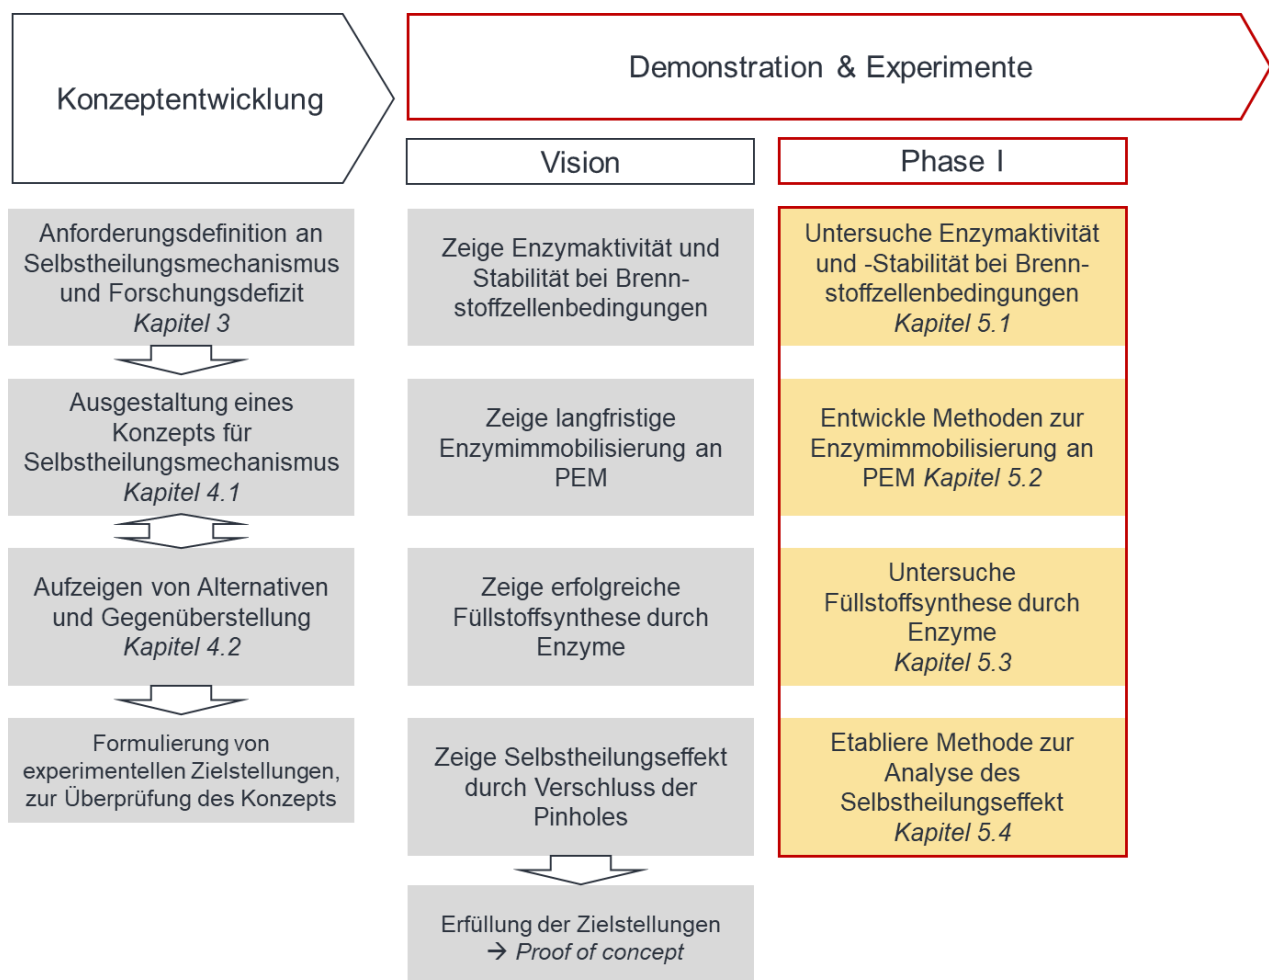 Konzeptentwicklung
Demonstration & Experimente
Vision
Phase I
Anforderungsdefinition an
Selbstheilungsmechanismus
und Forschungsdefizit
Kapitel 3
Ausgestaltung eines
Konzepts für
Selbstheilungsmechanismus
Kapitel 4.1
Aufzeigen von Alternativen
und Gegenüberstellung
Kapitel 4.2
Formulierung von
experimentellen Zielstellungen,
zur Überprüfung des Konzepts
Zeige Enzymaktivität und
Stabilität bei Brenn-
stoffzellenbedingungen
Zeige langfristige
Enzymimmobilisierung an
PEM
Zeige erfolgreiche
Füllstoffsynthese durch
Enzyme
Zeige Selbstheilungseffekt
durch Verschluss der
Pinholes
Erfüllung der Zielstellungen
→ Proof of concept
Untersuche Enzymaktivität
und -Stabilität bei Brenn-
stoffzellenbedingungen
Kapitel 5.1
Entwickle Methoden zur
Enzymimmobilisierung an
PEM Kapitel 5.2
Untersuche
Füllstoffsynthese durch
Enzyme
Kapitel 5.3
Etabliere Methode zur
Analyse des
Selbstheilungseffekt
Kapitel 5.4